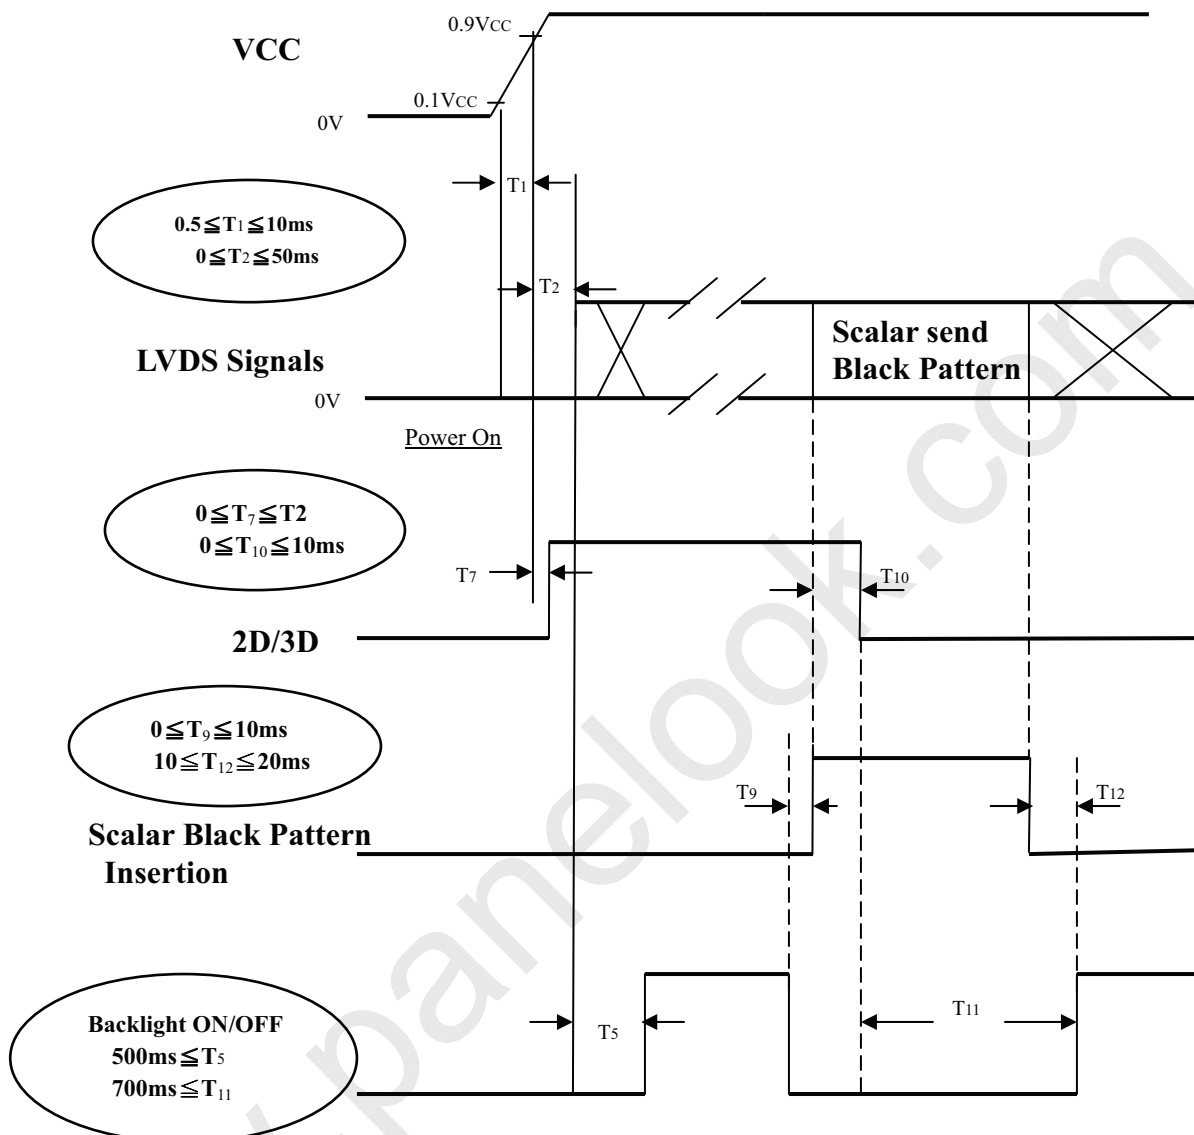 0.9VCC
VCC
0.1VCC
0V
T1
0.5≦T1≦10ms
0≦T2≦50ms
T2
Scalar send
Black Pattern
LVDS Signals
0V
Power On
0≦T7≦T2
0≦T10≦10ms
T7
T10
2D/3D
0≦T9≦10ms
10≦T12≦20ms
T9
T12
Scalar Black Pattern
Insertion
Backlight ON/OFF
500ms≦T5
700ms≦T11
T5
T11
panelook.com